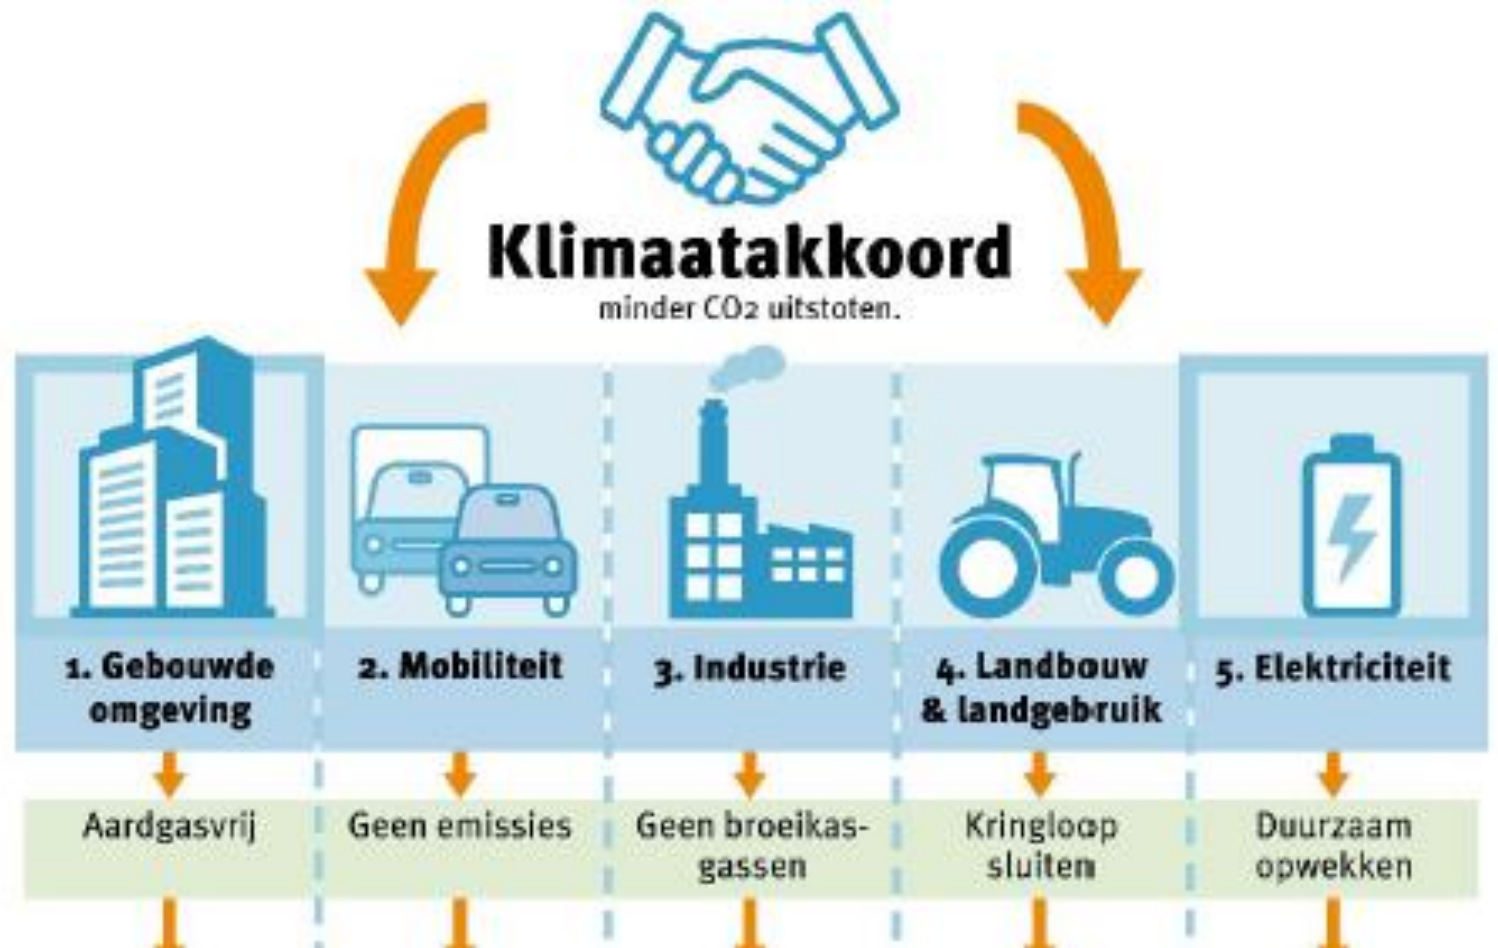 Klimaatakkoord
minder CO2 uitstoten.
1. Gebouwde
omgeving
2. Mobiliteit
3. Industrie
4. Landbouw
& landgebruik
5. Elektriciteit
Aardgasvrij
Geen emissies
Geen broeikas-
gassen
Kringloop
sluiten
Duurzaam
opwekken